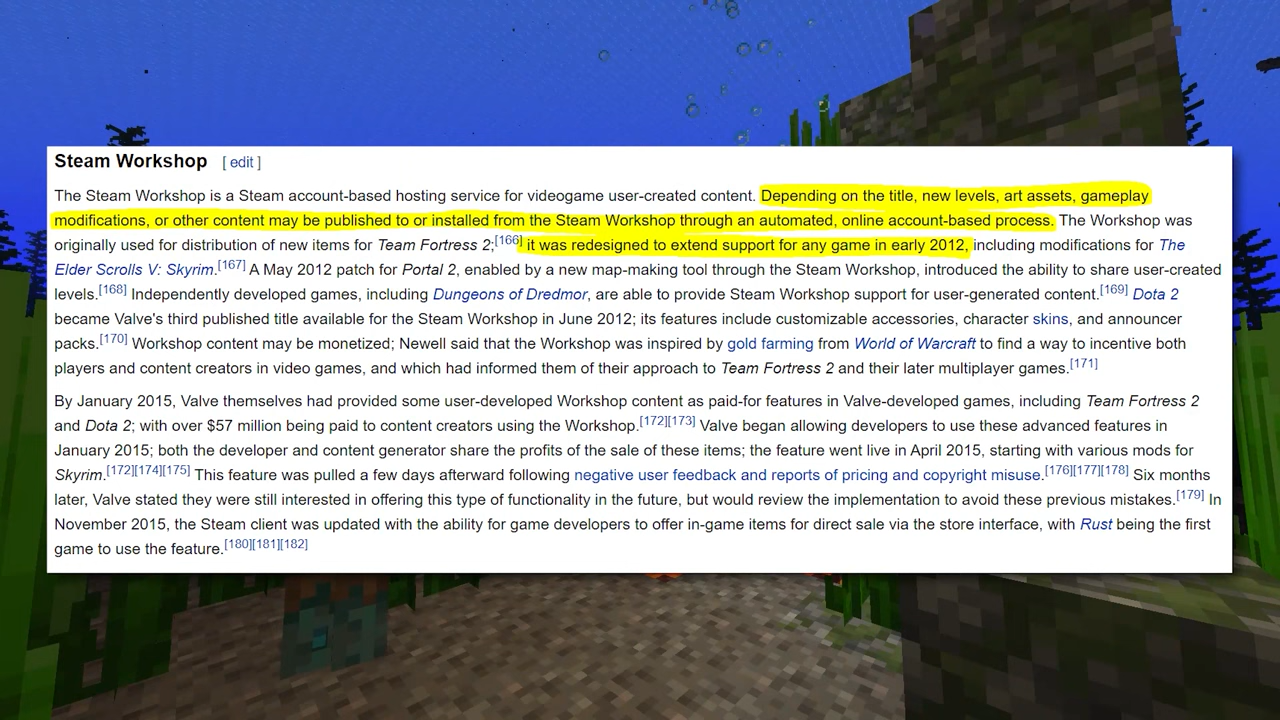 Steam Workshop [ edit ]
The Steam Workshop is a Steam account-based hosting service for videogame user-created content. Depending on the title, new levels, art assets, gameplay
modifications, or other content may be published to or installed from the Steam Workshop through an automated, online account-based process. The Workshop was
originally used for distribution of new items for Team Fortress 2;[166] it was redesigned to extend support for any game in early 2012, including modifications for The
Elder Scrolls V: Skyrim.[167] A May 2012 patch for Portal 2, enabled by a new map-making tool through the Steam Workshop, introduced the ability to share user-created
levels.[168] Independently developed games, including Dungeons of Dredmor, are able to provide Steam Workshop support for user-generated content.[169] Dota 2
became Valve's third published title available for the Steam Workshop in June 2012; its features include customizable accessories, character skins, and announcer
packs.[170] Workshop content may be monetized; Newell said that the Workshop was inspired by gold farming from World of Warcraft to find a way to incentive both
players and content creators in video games, and which had informed them of their approach to Team Fortress 2 and their later multiplayer games.[171]
By January 2015, Valve themselves had provided some user-developed Workshop content as paid-for features in Valve-developed games, including Team Fortress 2
and Dota 2; with over $57 million being paid to content creators using the Workshop.[172][173] Valve began allowing developers to use these advanced features in
January 2015; both the developer and content generator share the profits of the sale of these items; the feature went live in April 2015, starting with various mods for
Skyrim.[172][174][175] This feature was pulled a few days afterward following negative user feedback and reports of pricing and copyright misuse.[176][177][178] Six months
later, Valve stated they were still interested in offering this type of functionality in the future, but would review the implementation to avoid these previous mistakes.[179] In
November 2015, the Steam client was updated with the ability for game developers to offer in-game items for direct sale via the store interface, with Rust being the first
game to use the feature.[180][181][182]